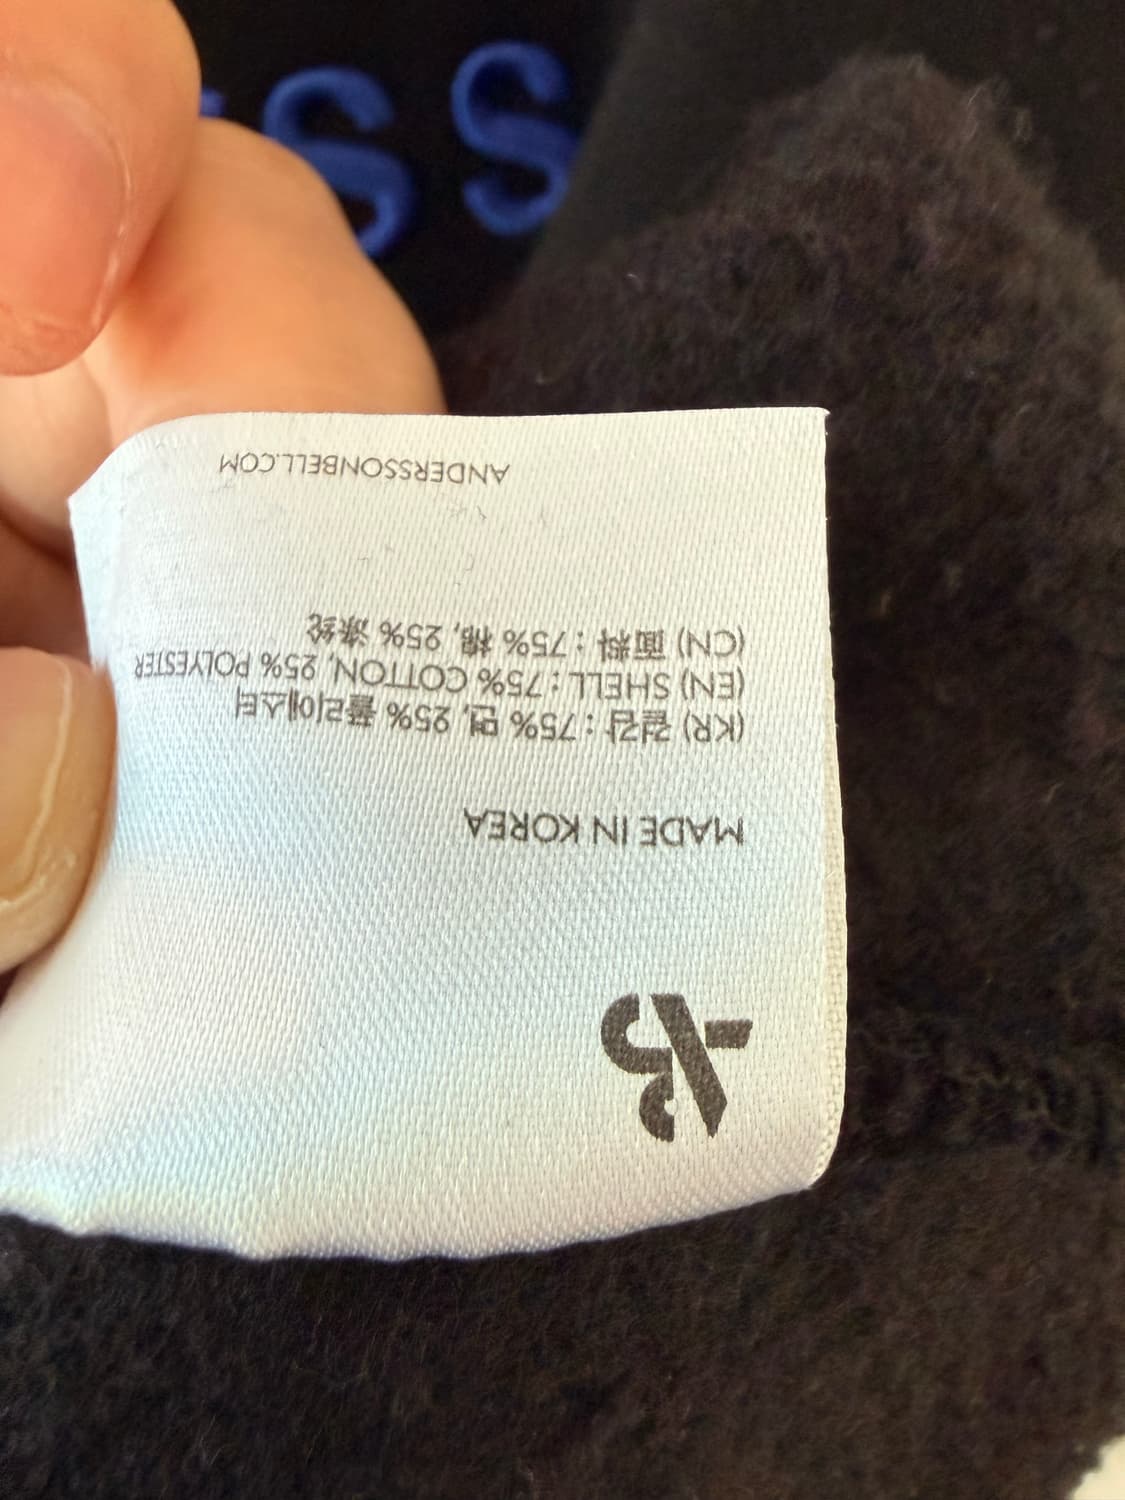 MADE IN KOREA
(KR) 겉감 : 75% 면, 25% 폴리에스터
(EN) SHELL : 75% COTTON, 25% POLYESTER
(CN) 面料 : 75% 棉, 25% 涤纶
ANDERSSONBELL.COM
SS